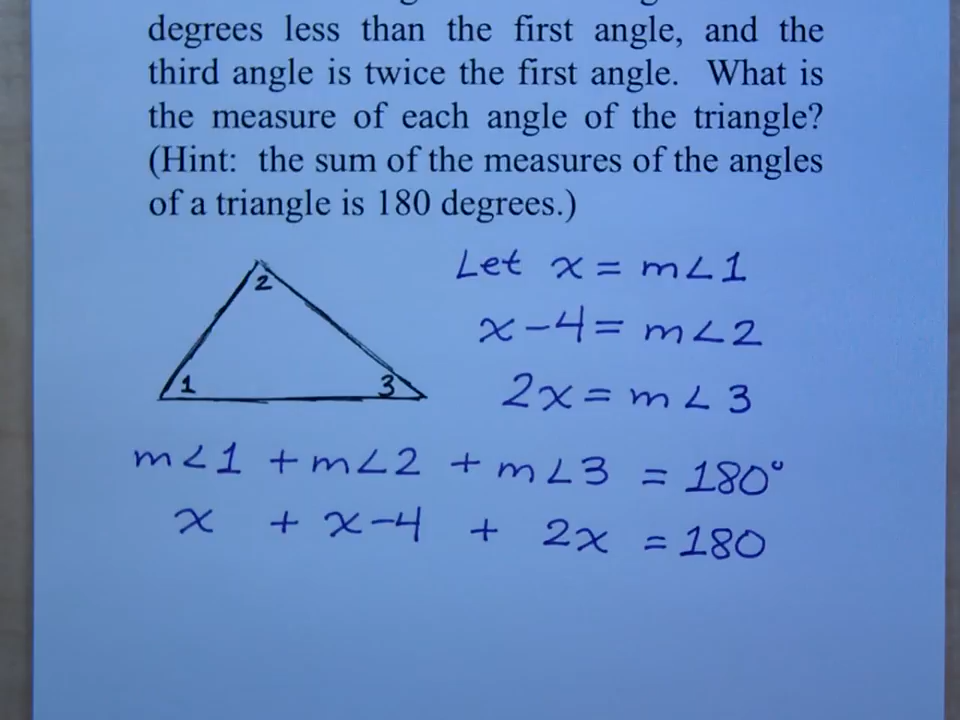 degrees less than the first angle, and the
third angle is twice the first angle. What is
the measure of each angle of the triangle?
(Hint: the sum of the measures of the angles
of a triangle is 180 degrees.)
Let x = m∠1
x - 4 = m∠2
2x = m∠3
2
1
3
m∠1 + m∠2 + m∠3 = 180°
x + x - 4 + 2x = 180